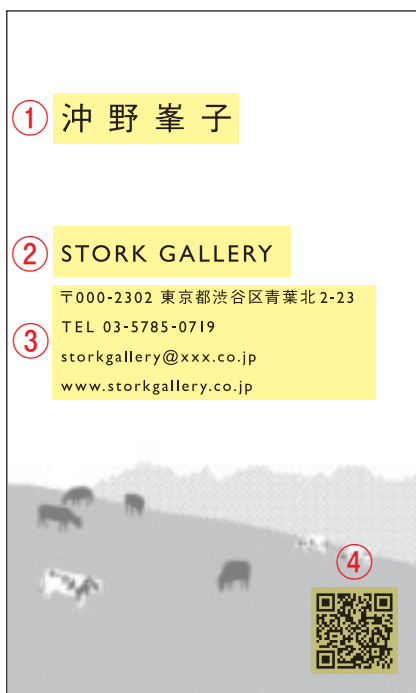 ① 沖野峯子
② STORK GALLERY
③ 〒000-2302 東京都渋谷区青葉北2-23
TEL 03-5785-0719
storkgallery@xxx.co.jp
www.storkgallery.co.jp
④